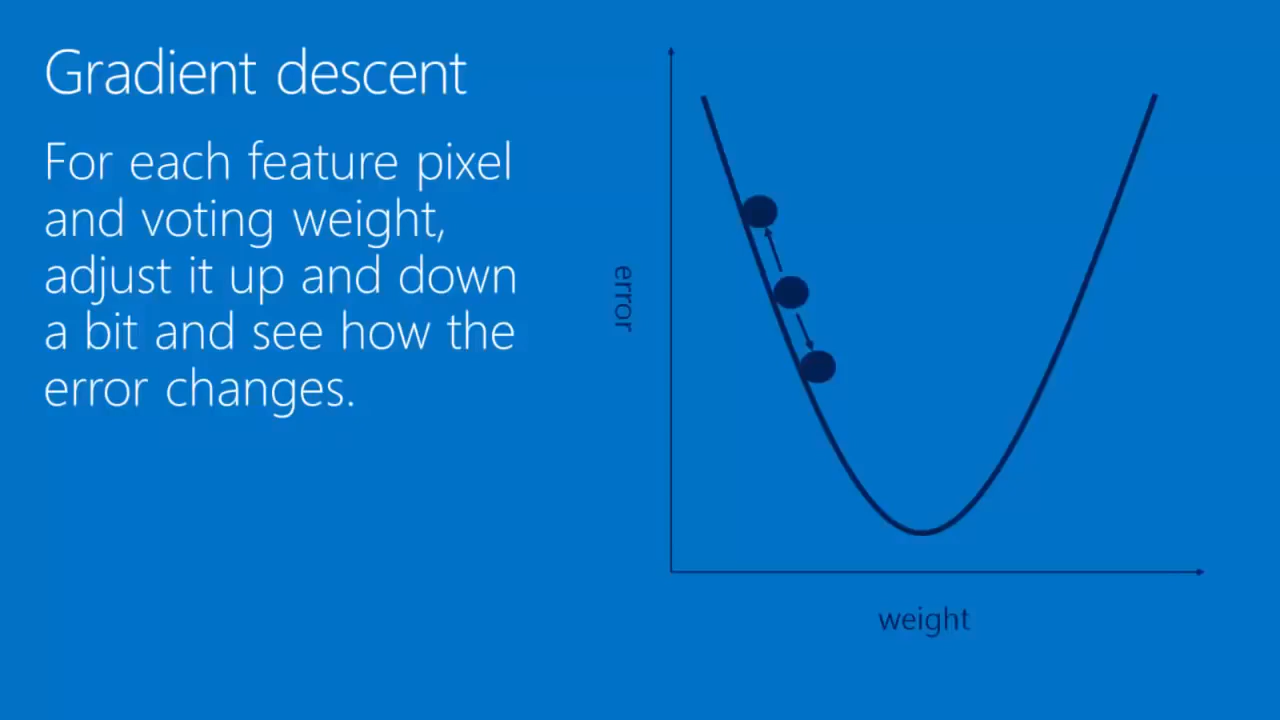 Gradient descent
For each feature pixel
and voting weight,
adjust it up and down
a bit and see how the
error changes.
error
weight